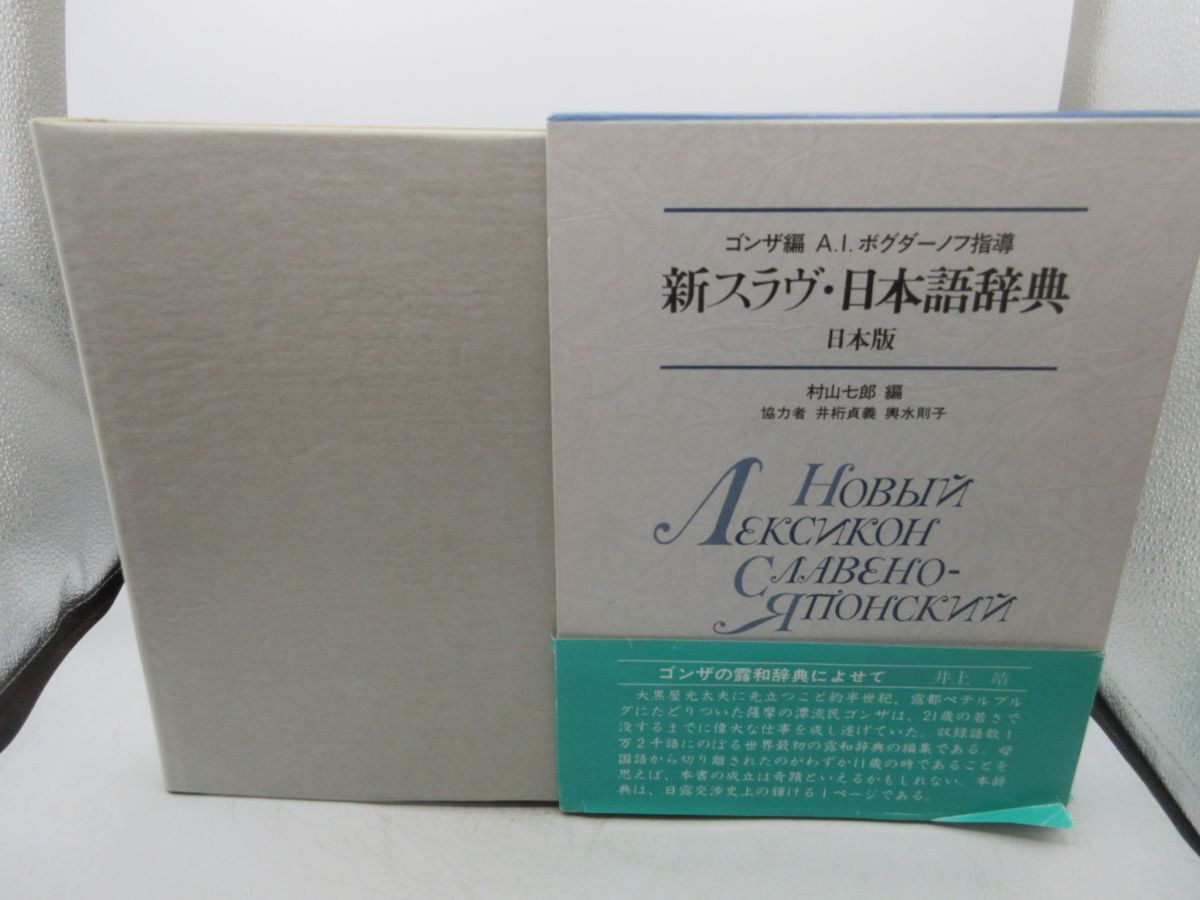 ゴンザ編 A.I.ボグダーノフ指導
新スラヴ・日本語辞典
日本版
村山七郎 編
協力者 井桁貞義 輿水則子
НОВЫЙ
ЛЕКСИКОН
СЛАВЕНО-
ЯПОНСКИЙ
ゴンザの露和辞典によせて 井上 靖
大黒屋光太夫に先立つこと約半世紀、露都ペテルブル
グにたどりついた薩摩の漂流民ゴンザは、21歳の若さで
没するまでに偉大な仕事を成し遂げていた。収録語数1
万2千語にのぼる世界最初の露和辞典の編集である。母
国語から切り離されたのがわずか11歳の時であることを
思えば、本書の成立は奇蹟といえるかもしれない。本辞
典は、日露交渉史上の輝ける1ページである。